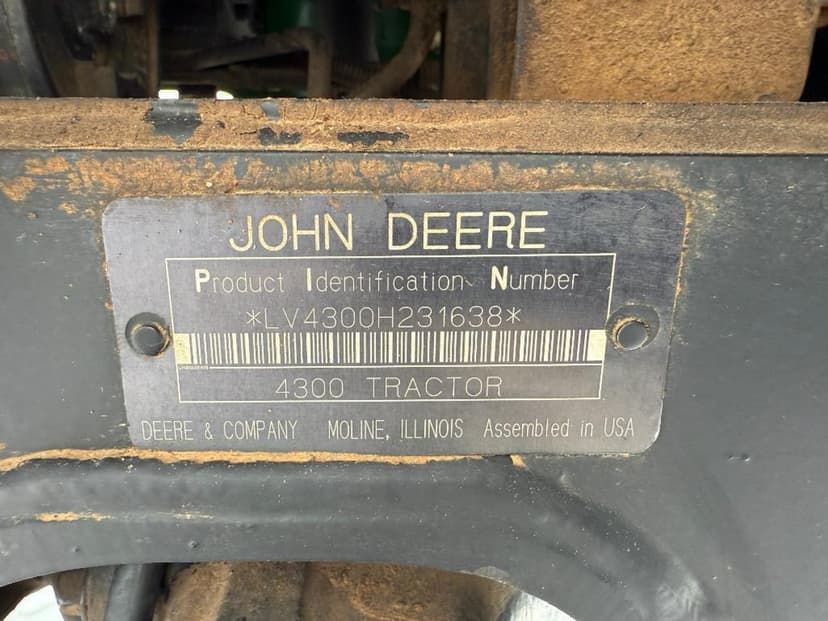 JOHN DEERE
Product Identification Number
*LV4300H231638*
4300 TRACTOR
DEERE & COMPANY MOLINE, ILLINOIS Assembled in USA